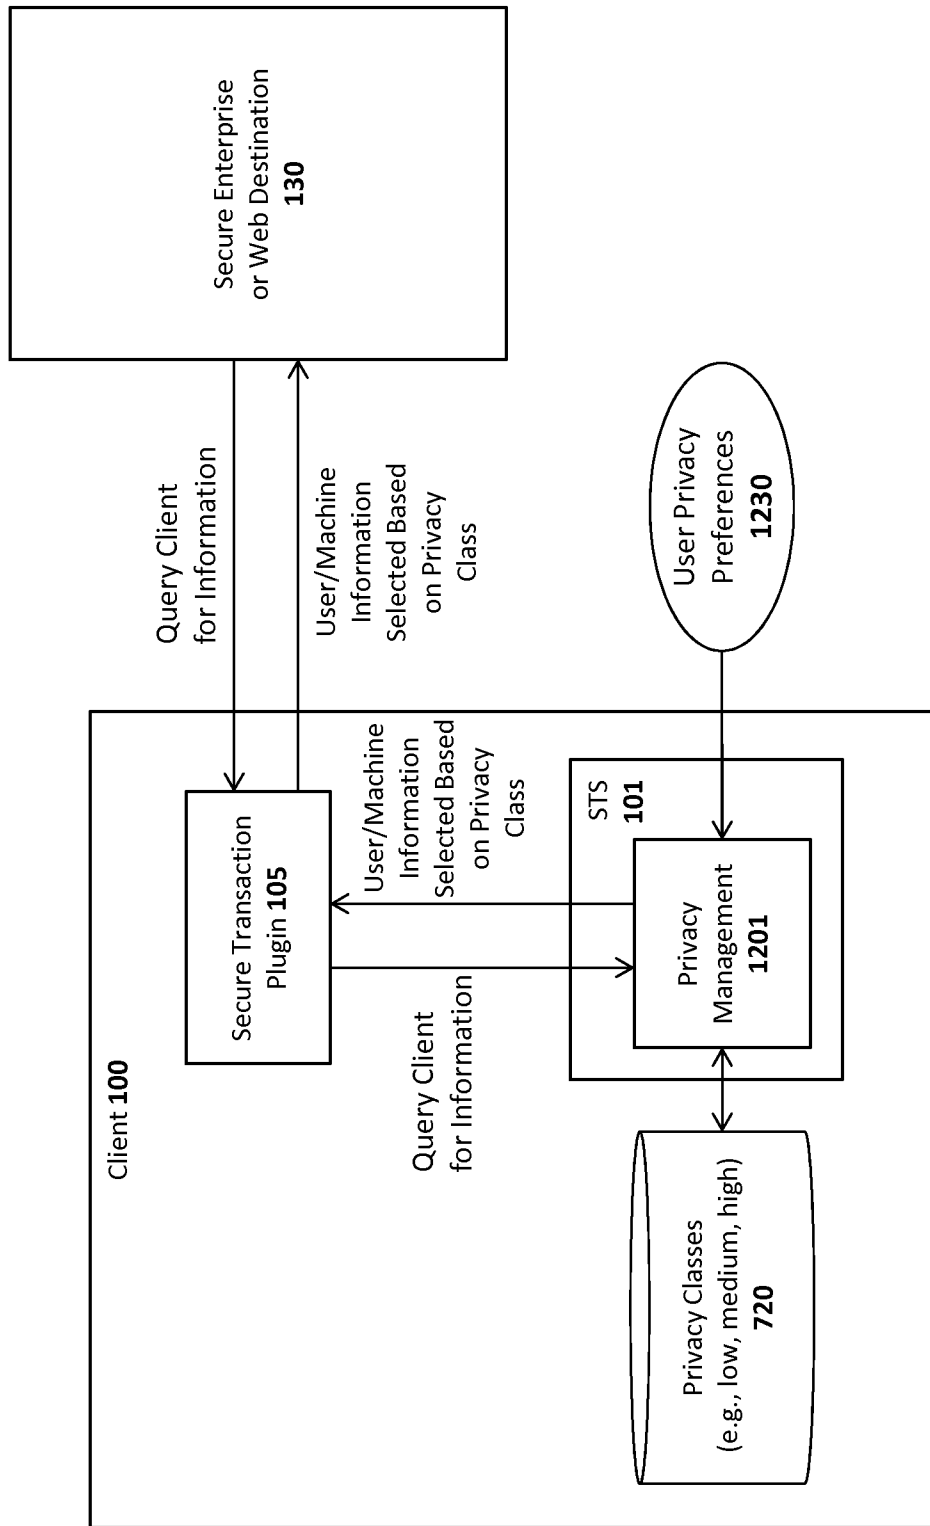 Client 100
Secure Transaction
Plugin 105
Query Client
for Information
User/Machine
Information
Selected Based
on Privacy
Class
Secure Enterprise
or Web Destination
130
Query Client
for Information
User/Machine
Information
Selected Based
on Privacy
Class
STS
101
Privacy
Management
1201
Privacy Classes
(e.g., low, medium, high)
720
User Privacy
Preferences
1230